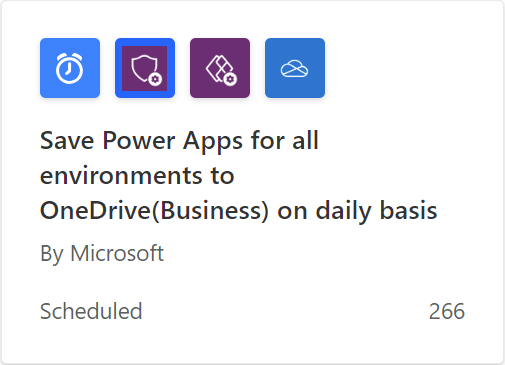 Save Power Apps for all
environments to
OneDrive(Business) on daily basis
By Microsoft
Scheduled 266